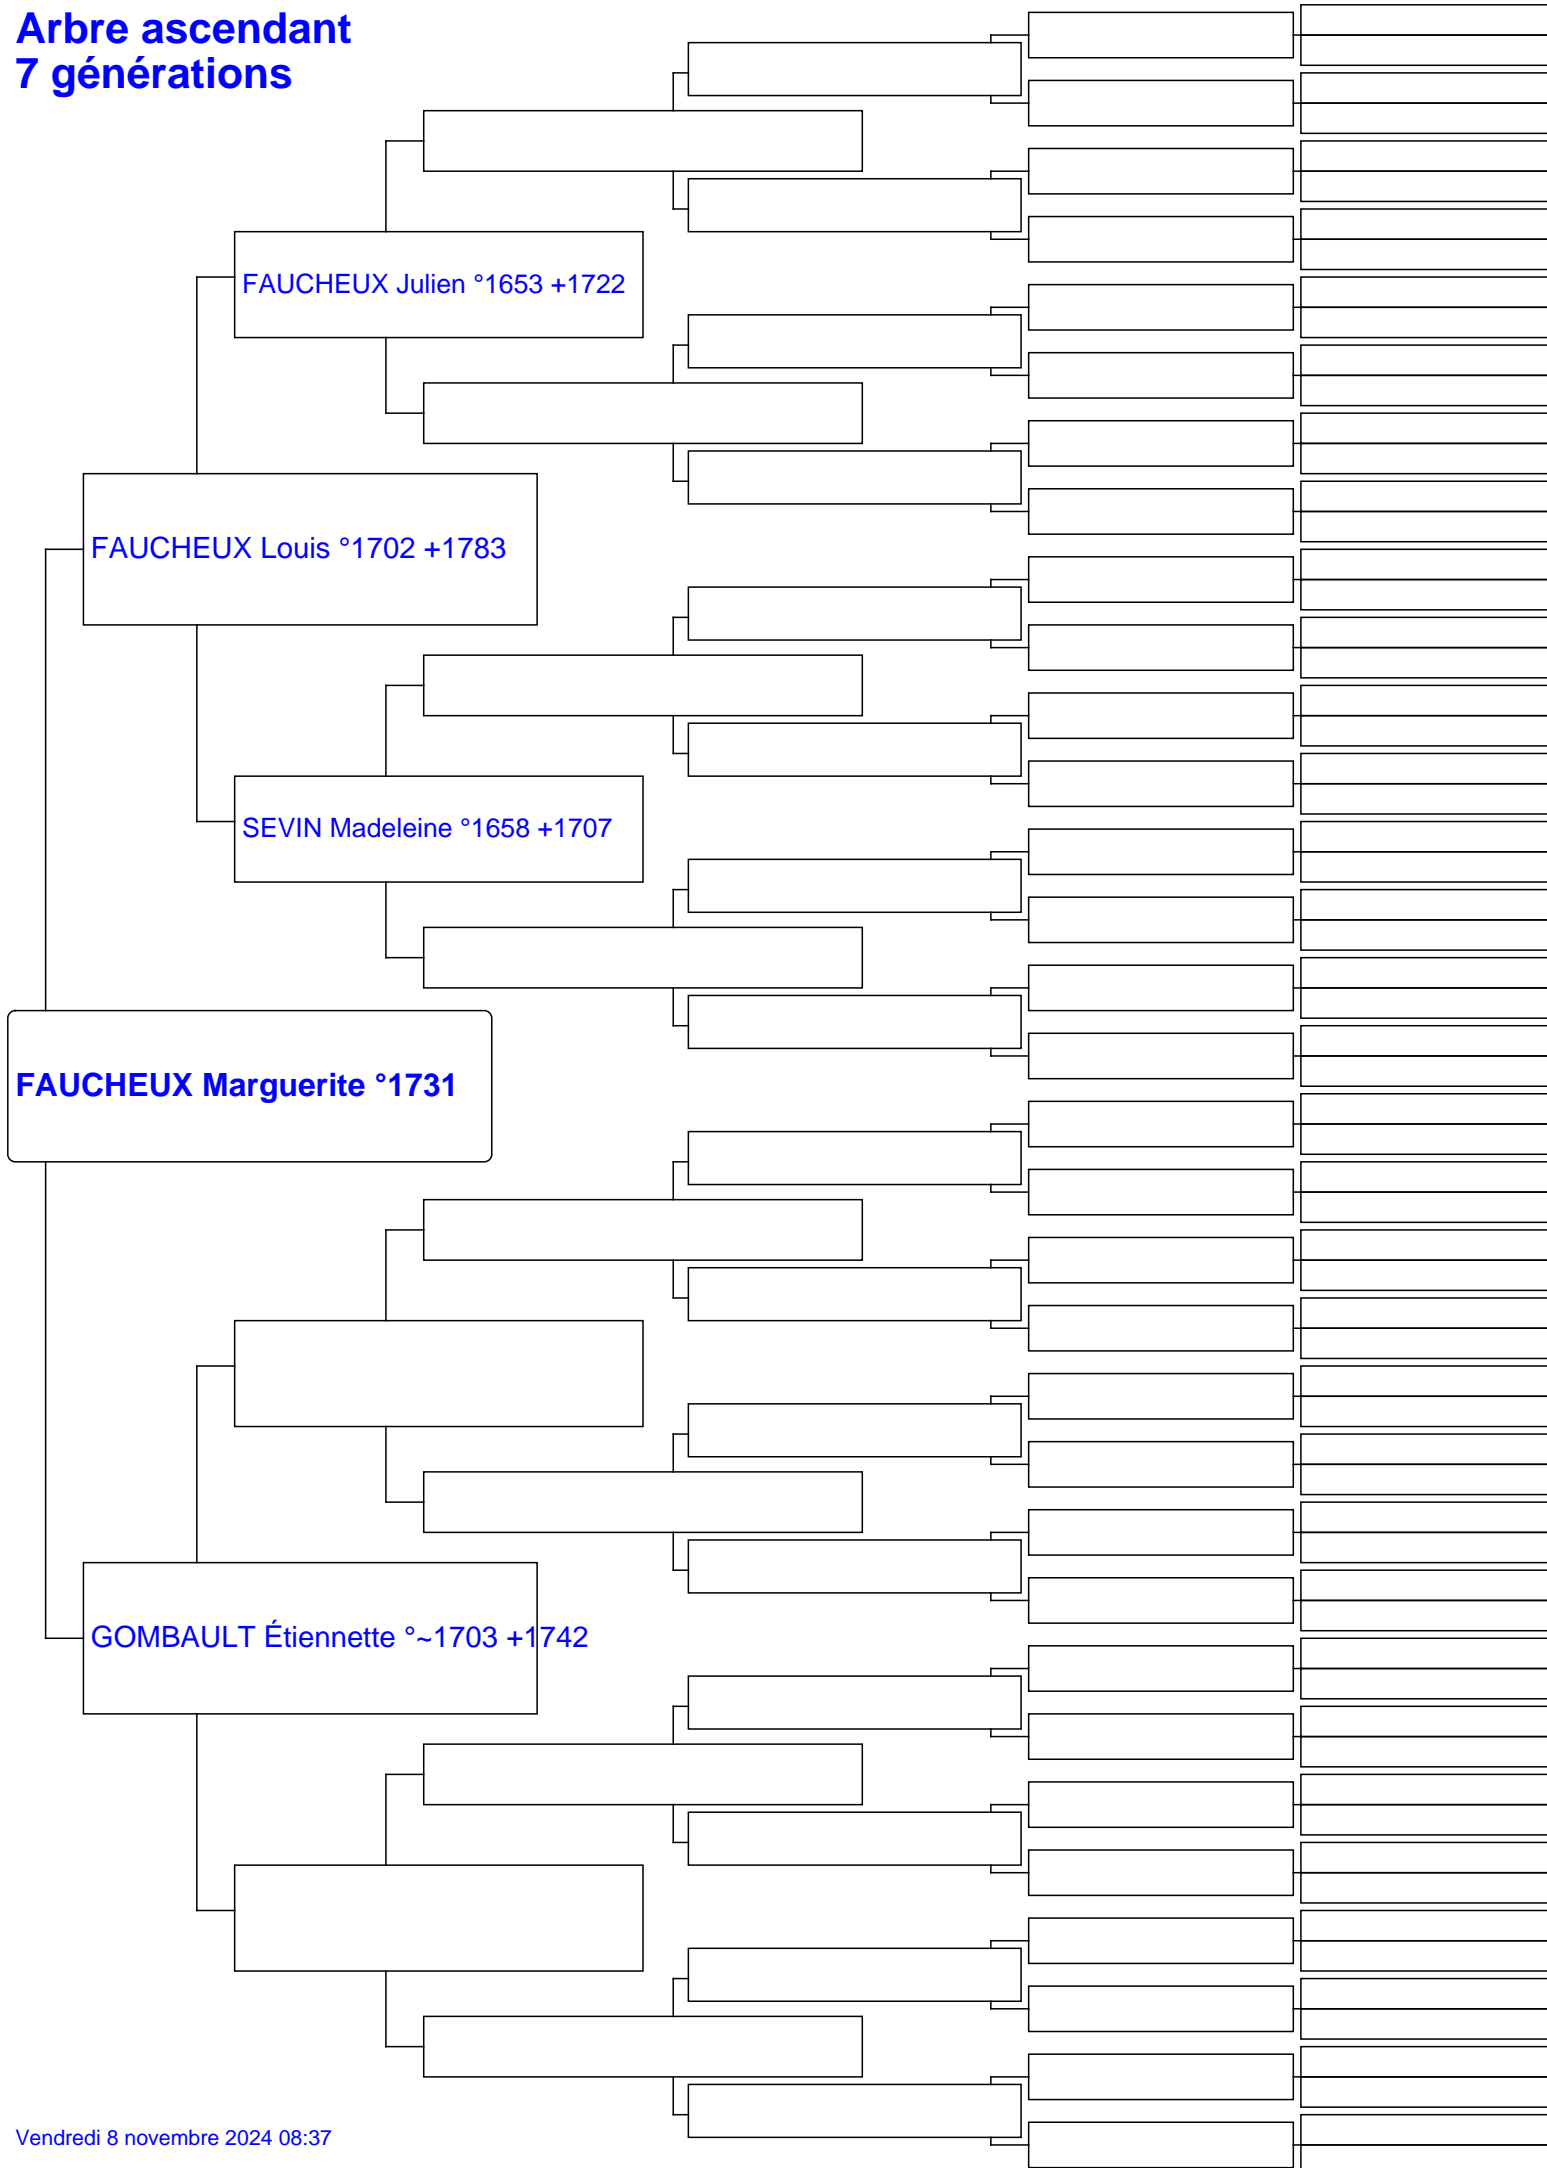 Arbre ascendant
7 générations
FAUCHEUX Julien °1653 +1722
FAUCHEUX Louis °1702 +1783
SEVIN Madeleine °1658 +1707
FAUCHEUX Marguerite °1731
GOMBAULT Étiennette °~1703 +1742
Vendredi 8 novembre 2024 08:37